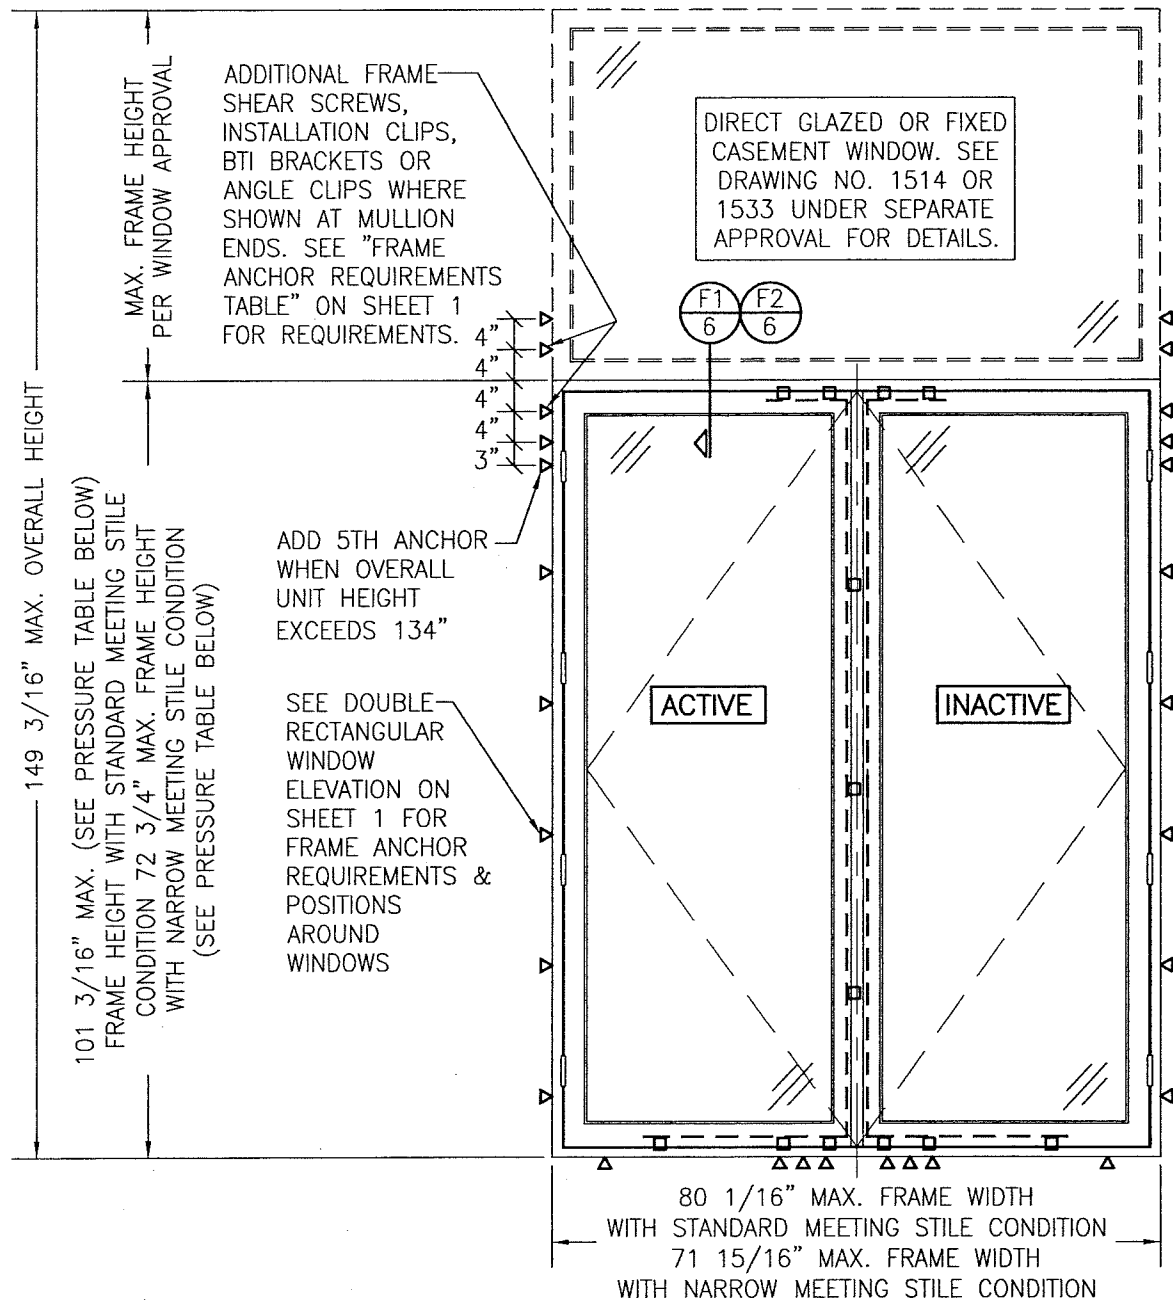 149 3/16" MAX. OVERALL HEIGHT
MAX. FRAME HEIGHT
PER WINDOW APPROVAL
101 3/16" MAX. (SEE PRESSURE TABLE BELOW)
FRAME HEIGHT WITH STANDARD MEETING STILE
CONDITION 72 3/4" MAX. FRAME HEIGHT
WITH NARROW MEETING STILE CONDITION
(SEE PRESSURE TABLE BELOW)
ADDITIONAL FRAME
SHEAR SCREWS,
INSTALLATION CLIPS,
BTI BRACKETS OR
ANGLE CLIPS WHERE
SHOWN AT MULLION
ENDS. SEE "FRAME
ANCHOR REQUIREMENTS
TABLE" ON SHEET 1
FOR REQUIREMENTS.
4"
4"
4"
4"
3"
DIRECT GLAZED OR FIXED
CASEMENT WINDOW. SEE
DRAWING NO. 1514 OR
1533 UNDER SEPARATE
APPROVAL FOR DETAILS.
F1
6
F2
6
ADD 5TH ANCHOR
WHEN OVERALL
UNIT HEIGHT
EXCEEDS 134"
SEE DOUBLE
RECTANGULAR
WINDOW
ELEVATION ON
SHEET 1 FOR
FRAME ANCHOR
REQUIREMENTS &
POSITIONS
AROUND
WINDOWS
ACTIVE
INACTIVE
80 1/16" MAX. FRAME WIDTH
WITH STANDARD MEETING STILE CONDITION
71 15/16" MAX. FRAME WIDTH
WITH NARROW MEETING STILE CONDITION